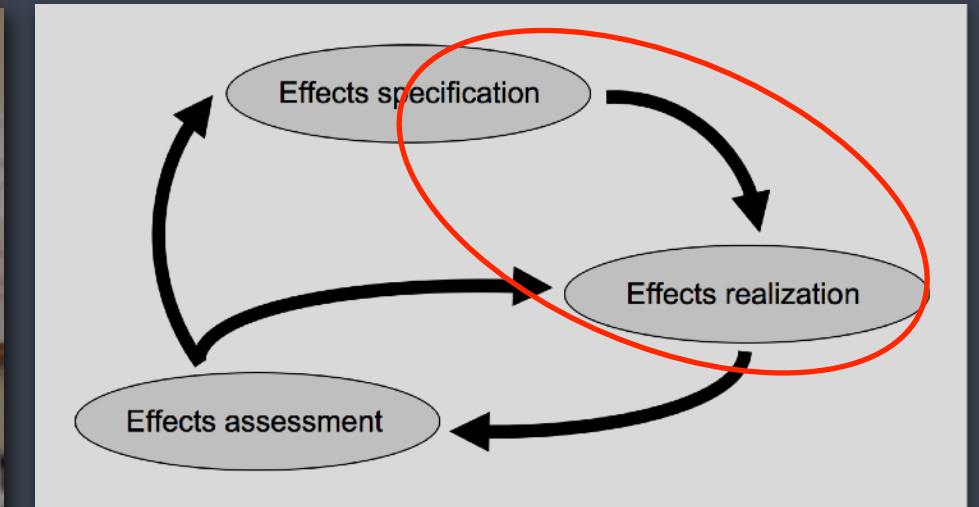 Effects specification
Effects realization
Effects assessment